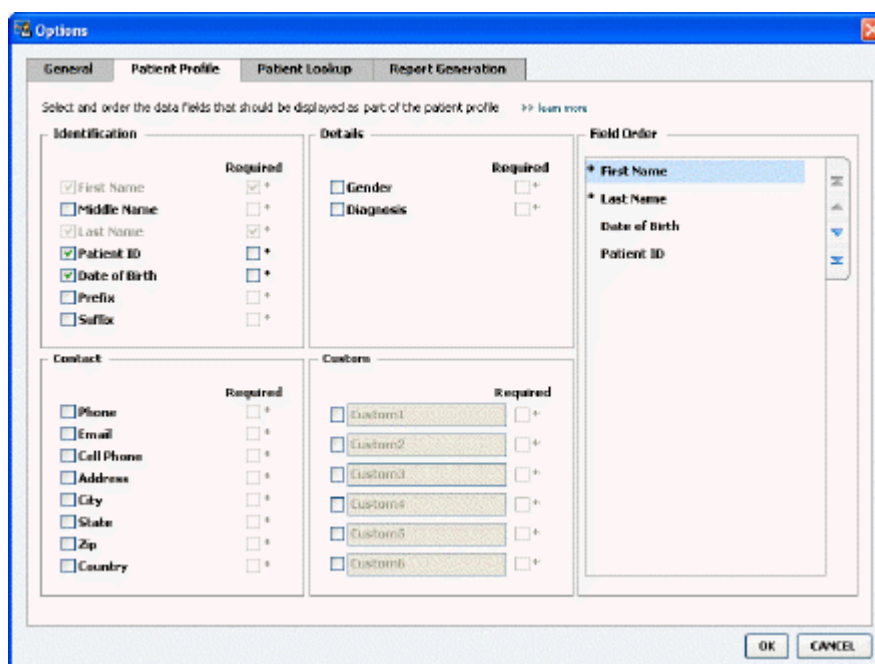 Options
General Patient Profile Patient Lookup Report Generation
Select and order the data fields that should be displayed as part of the patient profile >> learn more
Identification
Required
First Name *
Middle Name *
Last Name *
Patient ID *
Date of Birth *
Prefix *
Suffix *
Details
Required
Gender *
Diagnosis *
Field Order
* First Name
* Last Name
Date of Birth
Patient ID
Contact
Required
Phone *
Email *
Cell Phone *
Address *
City *
State *
Zip *
Country *
Custom
Required
Custom1 *
Custom2 *
Custom3 *
Custom4 *
Custom5 *
Custom6 *
OK CANCEL